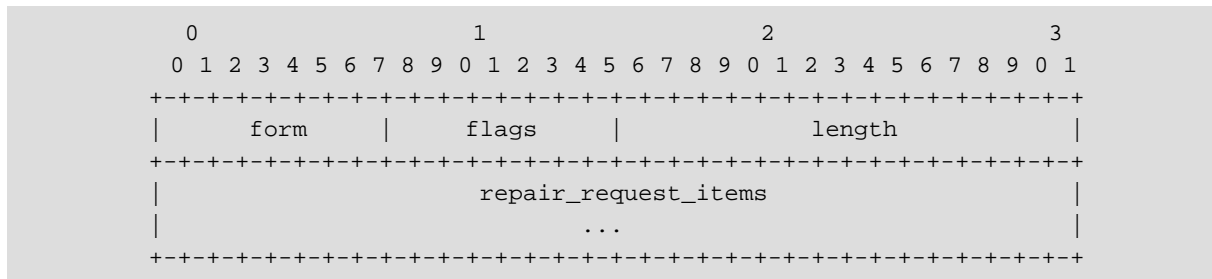 0                   1                   2                   3
0 1 2 3 4 5 6 7 8 9 0 1 2 3 4 5 6 7 8 9 0 1 2 3 4 5 6 7 8 9 0 1
+-+-+-+-+-+-+-+-+-+-+-+-+-+-+-+-+-+-+-+-+-+-+-+-+-+-+-+-+-+-+-+-+
|      form     |     flags     |             length            |
+-+-+-+-+-+-+-+-+-+-+-+-+-+-+-+-+-+-+-+-+-+-+-+-+-+-+-+-+-+-+-+-+
|                      repair_request_items                     |
|                             ...                               |
+-+-+-+-+-+-+-+-+-+-+-+-+-+-+-+-+-+-+-+-+-+-+-+-+-+-+-+-+-+-+-+-+